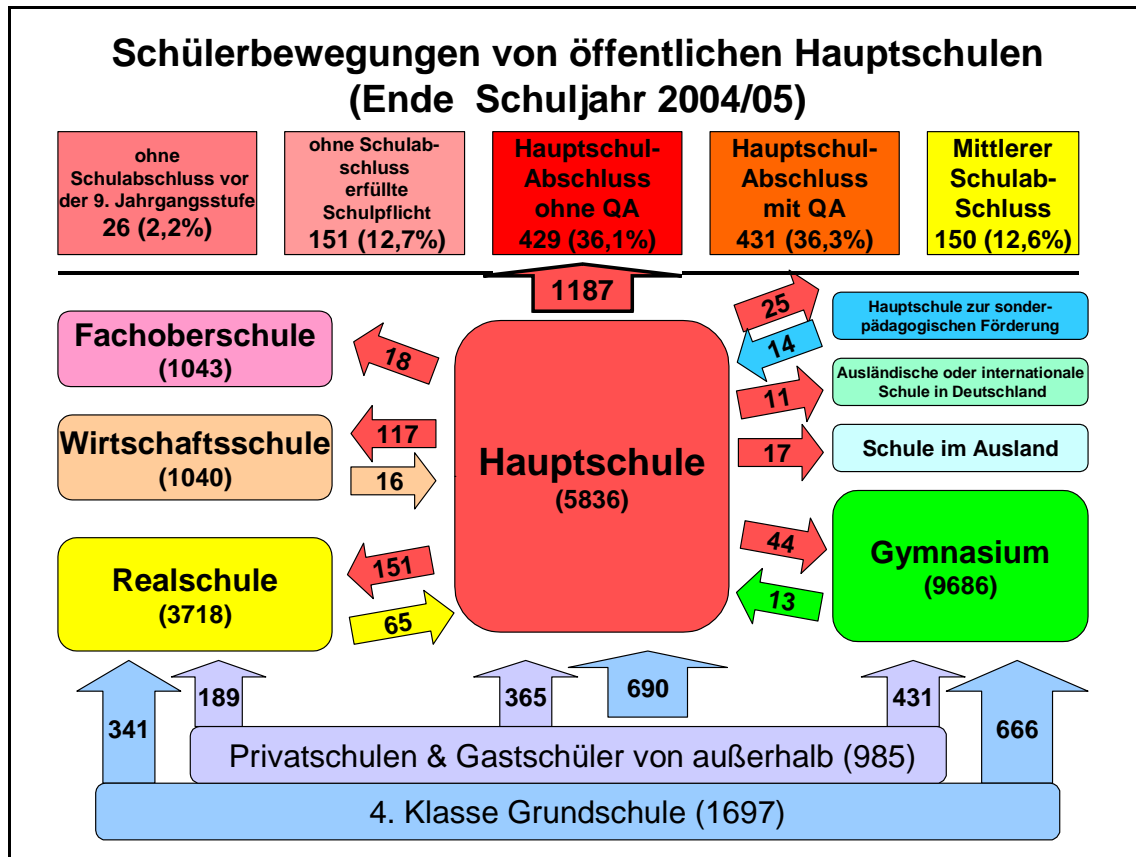 Schülerbewegungen von öffentlichen Hauptschulen
(Ende Schuljahr 2004/05)
ohne
Schulabschluss vor
der 9. Jahrgangsstufe
26 (2,2%)
ohne Schulab-
schluss
erfüllte
Schulpflicht
151 (12,7%)
Hauptschul-
Abschluss
ohne QA
429 (36,1%)
Hauptschul-
Abschluss
mit QA
431 (36,3%)
Mittlerer
Schulab-
Schluss
150 (12,6%)
1187
Fachoberschule
(1043)
18
25
14
Hauptschule zur sonder-
pädagogischen Förderung
11
Ausländische oder internationale
Schule in Deutschland
Wirtschaftsschule
(1040)
117
16
Hauptschule
(5836)
17
Schule im Ausland
Realschule
(3718)
151
65
44
13
Gymnasium
(9686)
341
189
365
690
431
666
Privatschulen & Gastschüler von außerhalb (985)
4. Klasse Grundschule (1697)